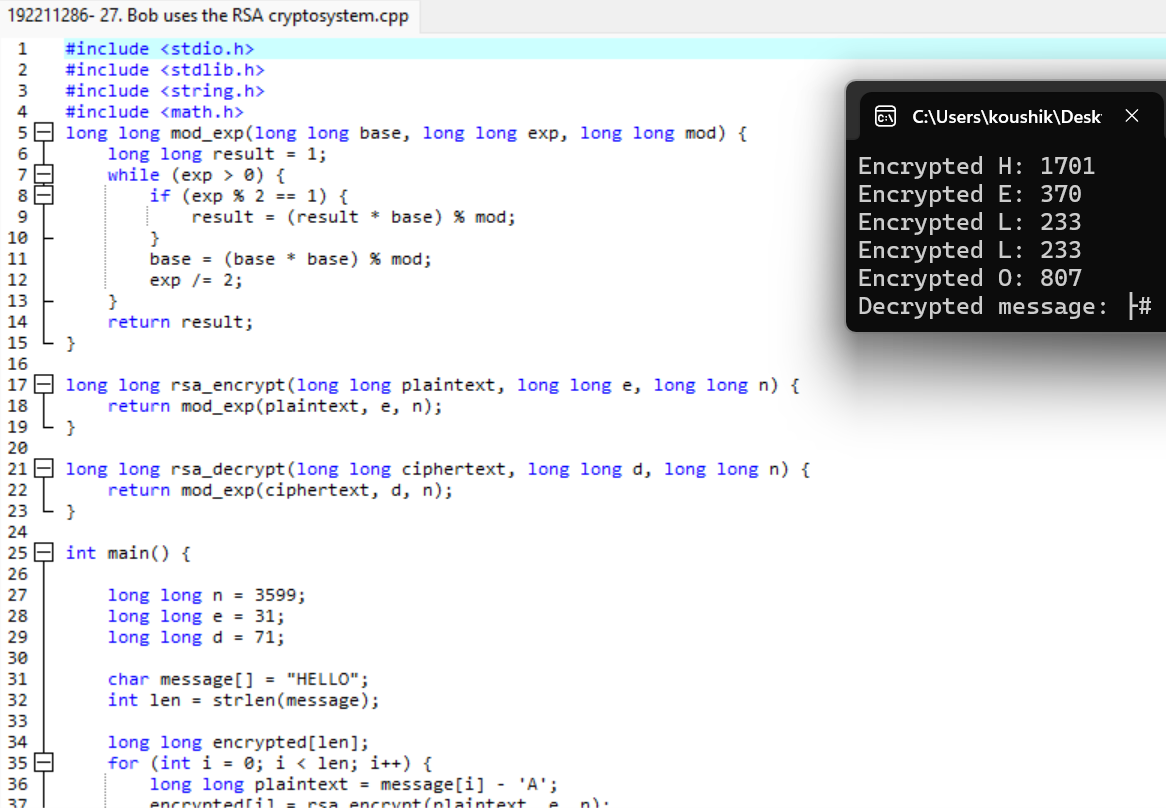 192211286- 27. Bob uses the RSA cryptosystem.cpp
1 #include <stdio.h>
2 #include <stdlib.h>
3 #include <string.h>
4 #include <math.h>
5 long long mod_exp(long long base, long long exp, long long mod) {
6     long long result = 1;
7     while (exp > 0) {
8         if (exp % 2 == 1) {
9             result = (result * base) % mod;
10         }
11         base = (base * base) % mod;
12         exp /= 2;
13     }
14     return result;
15 }
16
17 long long rsa_encrypt(long long plaintext, long long e, long long n) {
18     return mod_exp(plaintext, e, n);
19 }
20
21 long long rsa_decrypt(long long ciphertext, long long d, long long n) {
22     return mod_exp(ciphertext, d, n);
23 }
24
25 int main() {
26
27     long long n = 3599;
28     long long e = 31;
29     long long d = 71;
30
31     char message[] = "HELLO";
32     int len = strlen(message);
33
34     long long encrypted[len];
35     for (int i = 0; i < len; i++) {
36         long long plaintext = message[i] - 'A';
37         encrypted[i] = rsa_encrypt(plaintext, e, n);
C:\Users\koushik\Desk
Encrypted H: 1701
Encrypted E: 370
Encrypted L: 233
Encrypted L: 233
Encrypted O: 807
Decrypted message: ├#